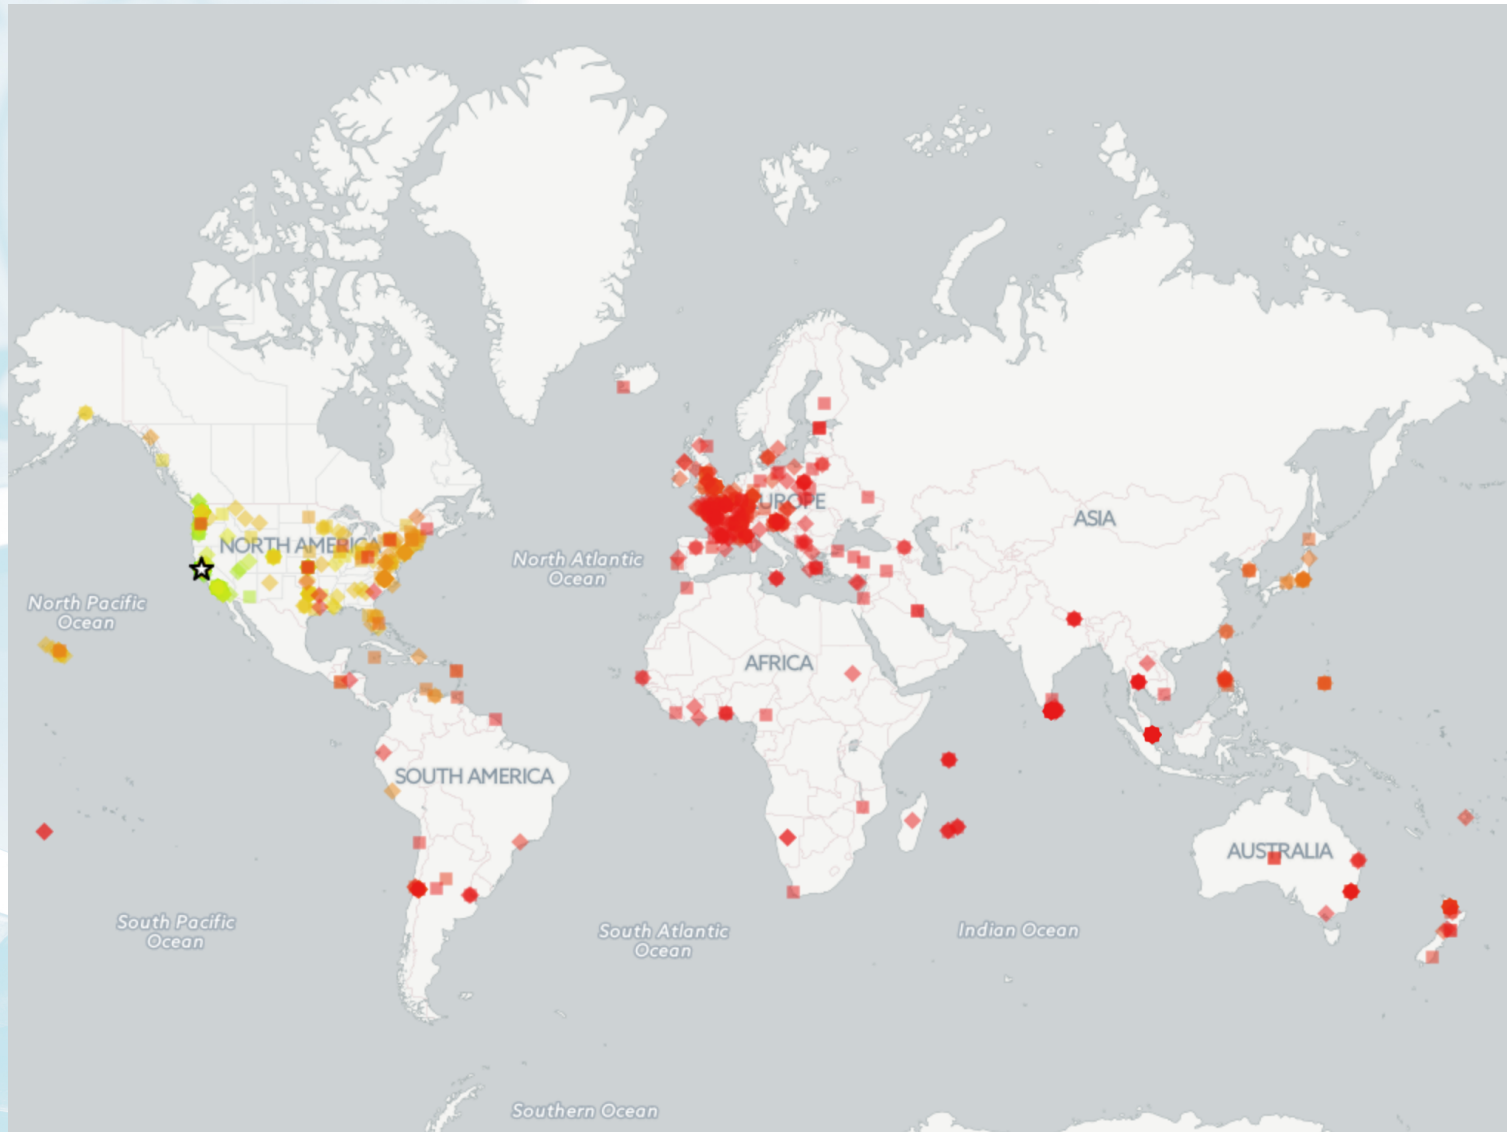 NORTH AMERICA
EUROPE
ASIA
North Atlantic
Ocean
North Pacific
Ocean
AFRICA
SOUTH AMERICA
AUSTRALIA
South Pacific
Ocean
South Atlantic
Ocean
Indian Ocean
Southern Ocean